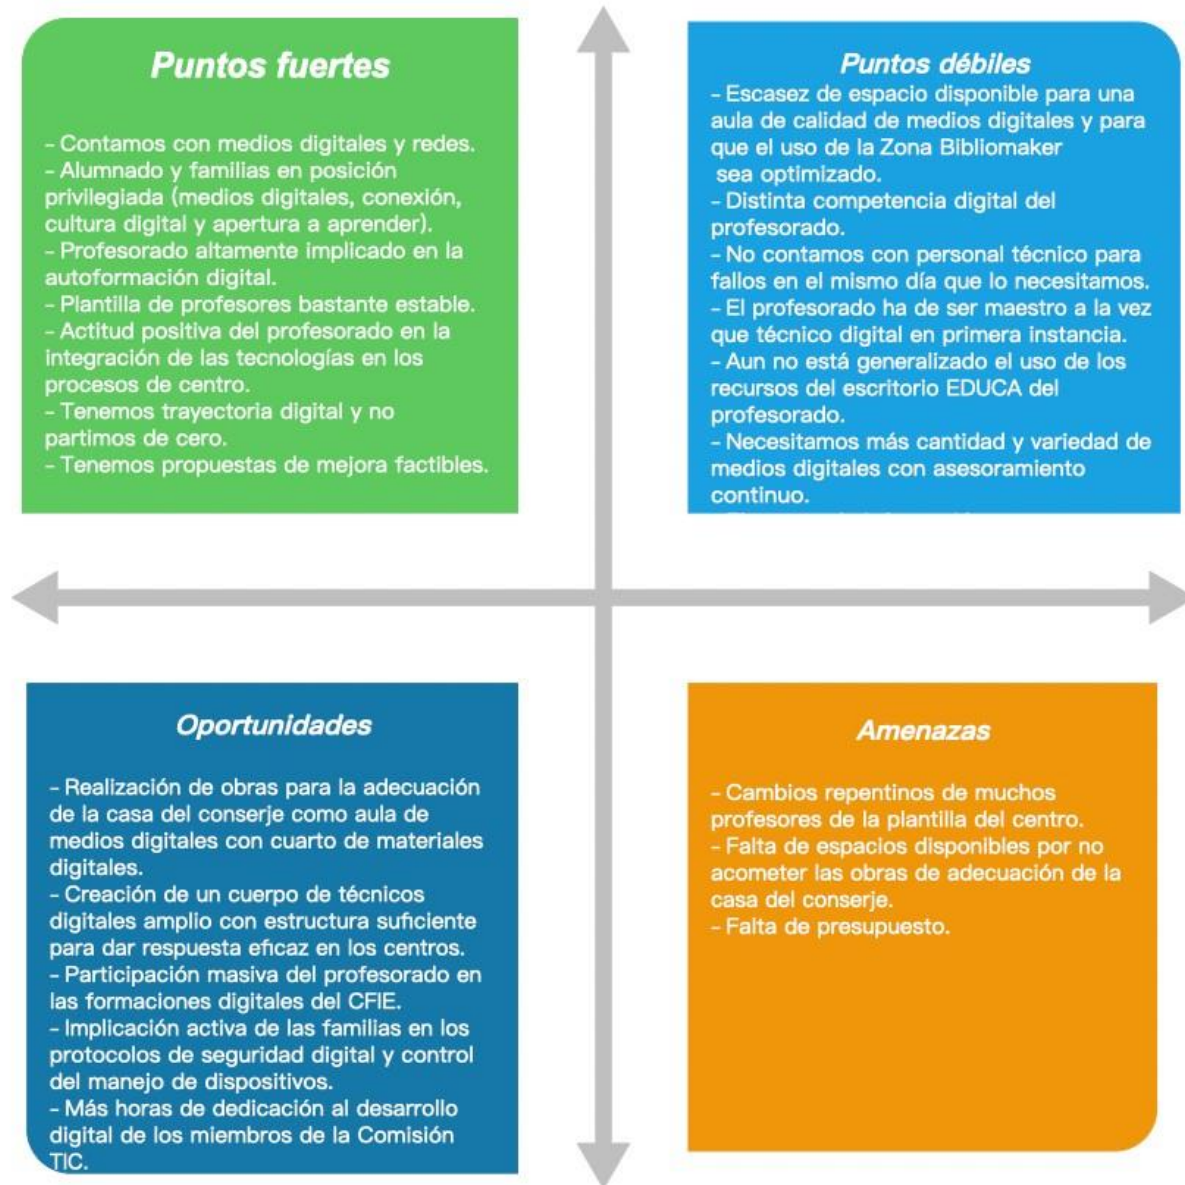 Puntos fuertes
- Contamos con medios digitales y redes.
- Alumnado y familias en posición
privilegiada (medios digitales, conexión,
cultura digital y apertura a aprender).
- Profesorado altamente implicado en la
autoformación digital.
- Plantilla de profesores bastante estable.
- Actitud positiva del profesorado en la
integración de las tecnologías en los
procesos de centro.
- Tenemos trayectoria digital y no
partimos de cero.
- Tenemos propuestas de mejora factibles.
Puntos débiles
- Escasez de espacio disponible para una
aula de calidad de medios digitales y para
que el uso de la Zona Bibliomaker
sea optimizado.
- Distinta competencia digital del
profesorado.
- No contamos con personal técnico para
fallos en el mismo día que lo necesitamos.
- El profesorado ha de ser maestro a la vez
que técnico digital en primera instancia.
- Aun no está generalizado el uso de los
recursos del escritorio EDUCA del
profesorado.
- Necesitamos más cantidad y variedad de
medios digitales con asesoramiento
continuo.
Oportunidades
- Realización de obras para la adecuación
de la casa del conserje como aula de
medios digitales con cuarto de materiales
digitales.
- Creación de un cuerpo de técnicos
digitales amplio con estructura suficiente
para dar respuesta eficaz en los centros.
- Participación masiva del profesorado en
las formaciones digitales del CFIE.
- Implicación activa de las familias en los
protocolos de seguridad digital y control
del manejo de dispositivos.
- Más horas de dedicación al desarrollo
digital de los miembros de la Comisión
TIC.
Amenazas
- Cambios repentinos de muchos
profesores de la plantilla del centro.
- Falta de espacios disponibles por no
acometer las obras de adecuación de la
casa del conserje.
- Falta de presupuesto.